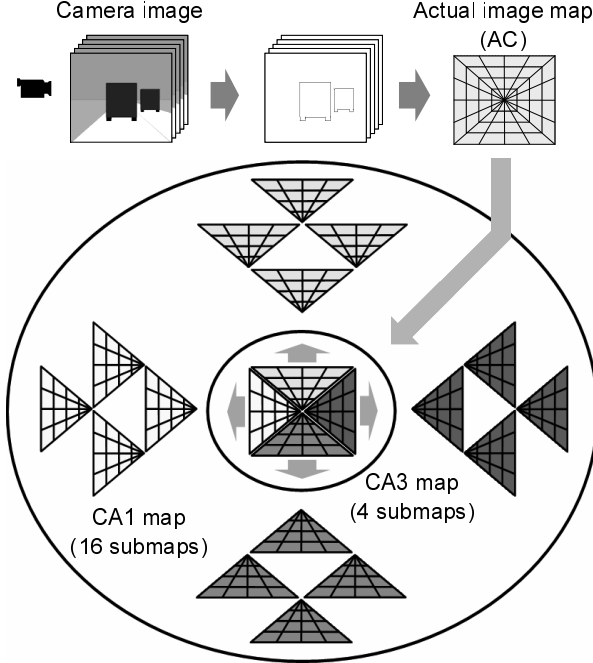 Camera image
Actual image map
(AC)
CA3 map
(4 submaps)
CA1 map
(16 submaps)